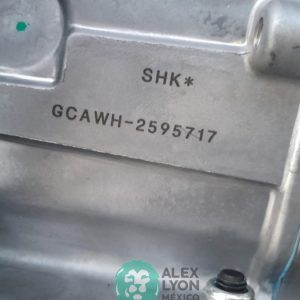 SHK*
GCAWH-2595717
ALEX
LYON
MÉXICO